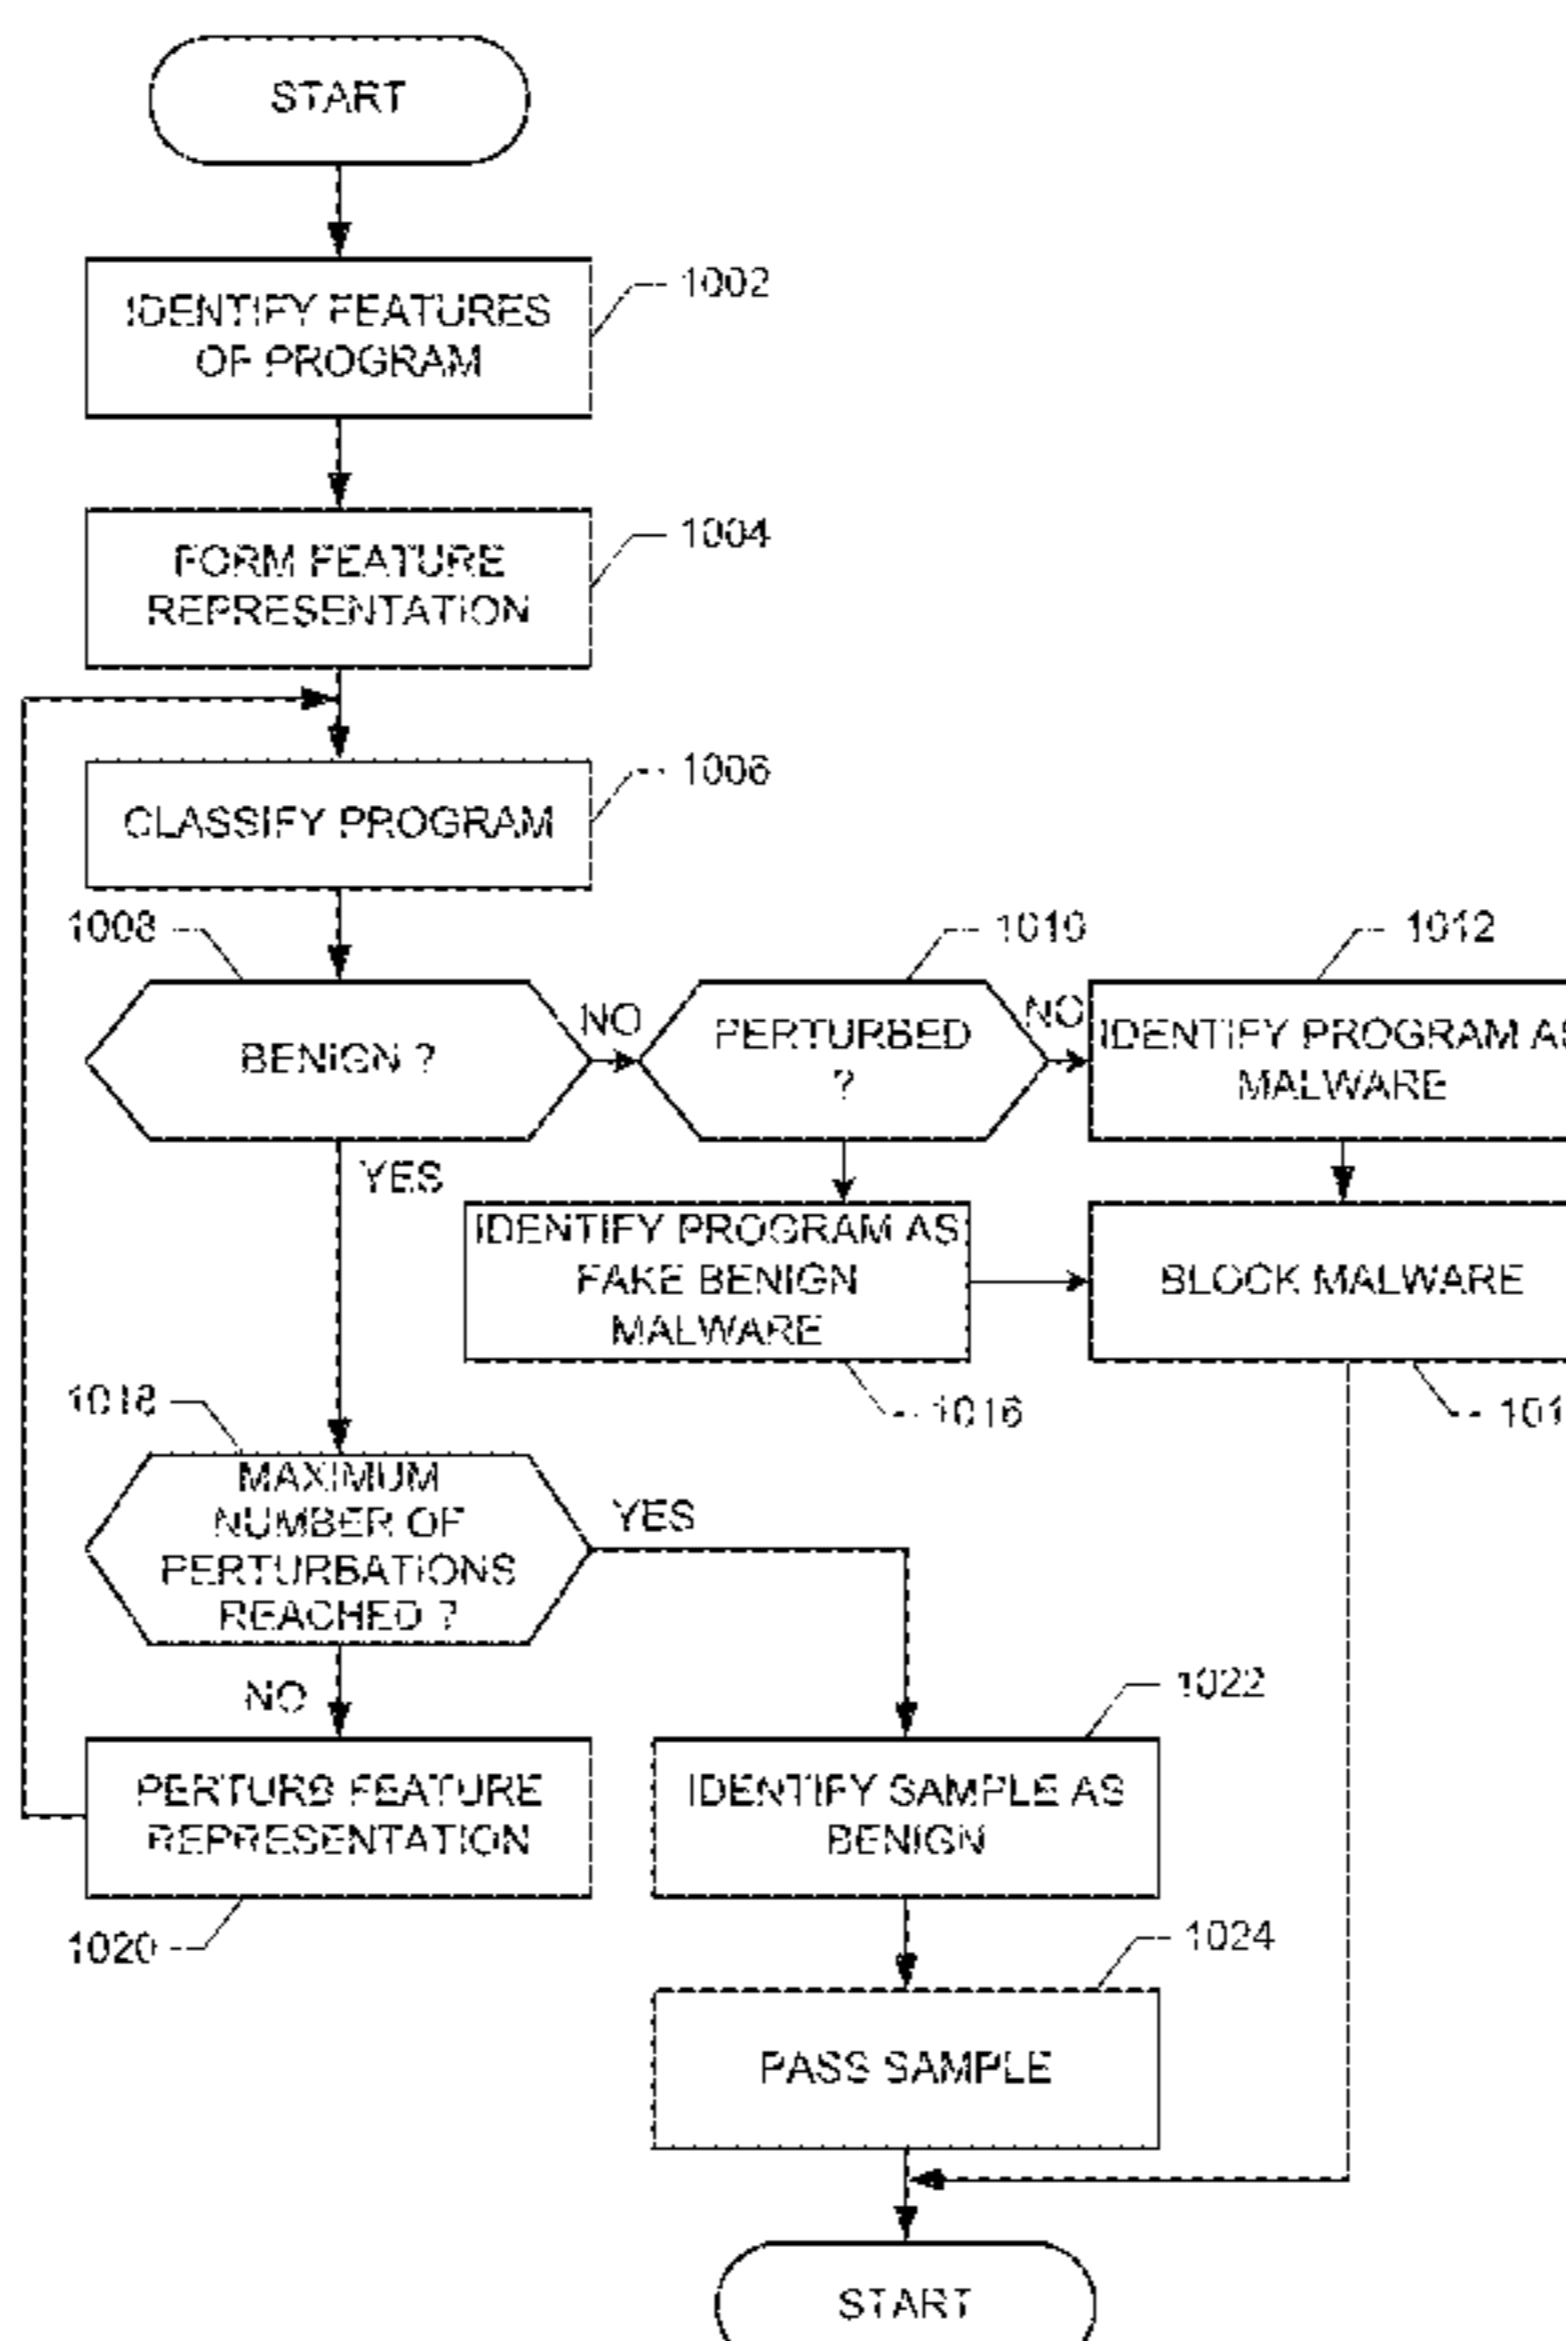 START
IDENTIFY FEATURES
OF PROGRAM
1002
FORM FEATURE
REPRESENTATION
1004
CLASSIFY PROGRAM
1006
1008
BENIGN ?
NO
YES
1010
PERTURBED
?
NO
1012
IDENTIFY PROGRAM AS
MALWARE
IDENTIFY PROGRAM AS
FAKE BENIGN
MALWARE
1016
BLOCK MALWARE
101
1018
MAXIMUM
NUMBER OF
PERTURBATIONS
REACHED ?
YES
NO
PERTURB FEATURE
REPRESENTATION
1020
1022
IDENTIFY SAMPLE AS
BENIGN
1024
PASS SAMPLE
START